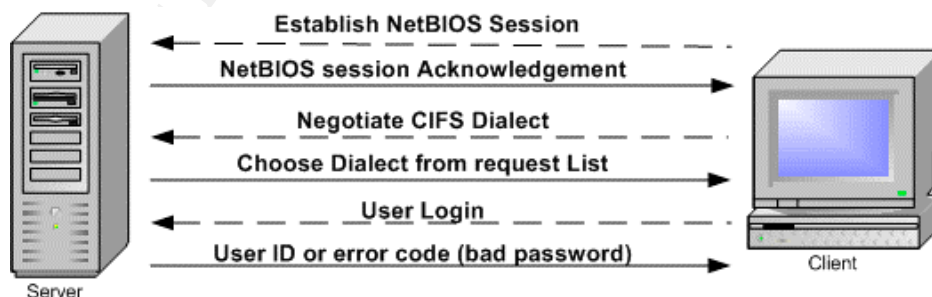 Establish NetBIOS Session
NetBIOS session Acknowledgement
Negotiate CIFS Dialect
Choose Dialect from request List
User Login
User ID or error code (bad password)
Server
Client